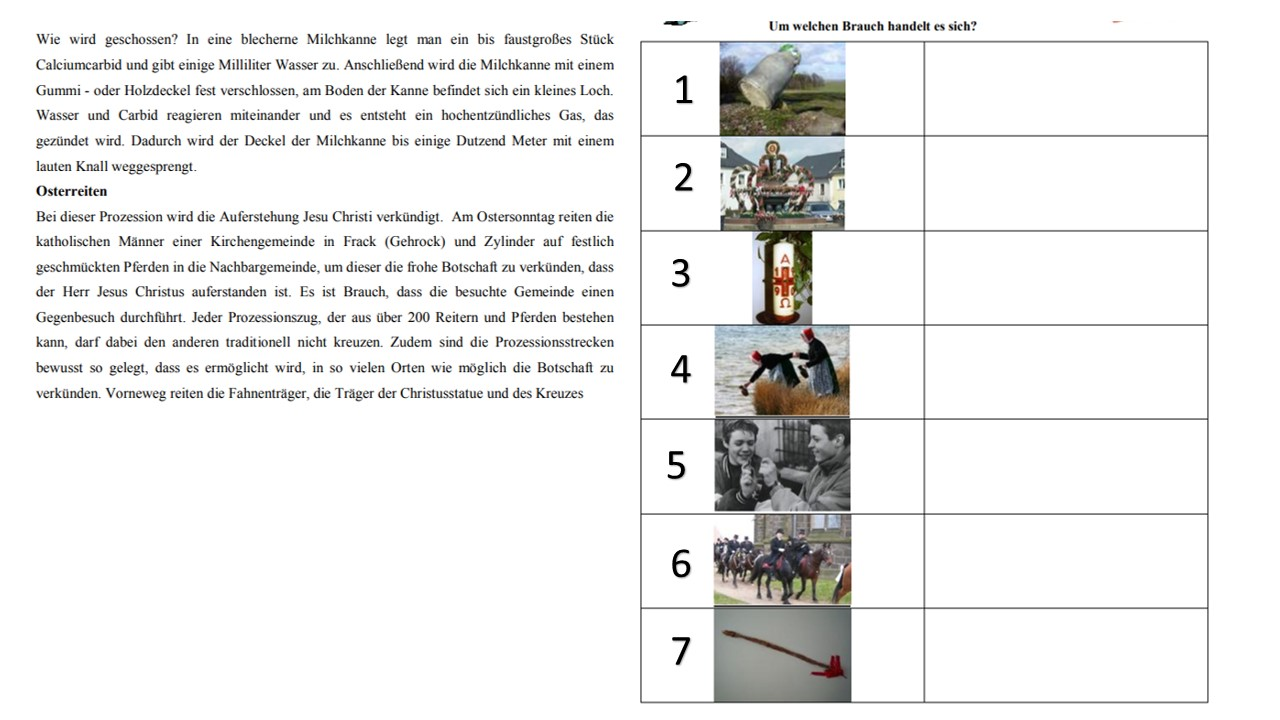 Wie wird geschossen? In eine blecherne Milchkanne legt man ein bis faustgroßes Stück
Calciumcarbid und gibt einige Milliliter Wasser zu. Anschließend wird die Milchkanne mit einem
Gummi - oder Holzdeckel fest verschlossen, am Boden der Kanne befindet sich ein kleines Loch.
Wasser und Carbid reagieren miteinander und es entsteht ein hochentzündliches Gas, das
gezündet wird. Dadurch wird der Deckel der Milchkanne bis einige Dutzend Meter mit einem
lauten Knall weggesprengt.
Osterreiten
Bei dieser Prozession wird die Auferstehung Jesu Christi verkündigt. Am Ostersonntag reiten die
katholischen Männer einer Kirchengemeinde in Frack (Gehrock) und Zylinder auf festlich
geschmückten Pferden in die Nachbargemeinde, um dieser die frohe Botschaft zu verkünden, dass
der Herr Jesus Christus auferstanden ist. Es ist Brauch, dass die besuchte Gemeinde einen
Gegenbesuch durchführt. Jeder Prozessionszug, der aus über 200 Reitern und Pferden bestehen
kann, darf dabei den anderen traditionell nicht kreuzen. Zudem sind die Prozessionsstrecken
bewusst so gelegt, dass es ermöglicht wird, in so vielen Orten wie möglich die Botschaft zu
verkünden. Vorneweg reiten die Fahnenträger, die Träger der Christusstatue und des Kreuzes
Um welchen Brauch handelt es sich?
1
2
3
A
1
9
Ω
4
5
6
7